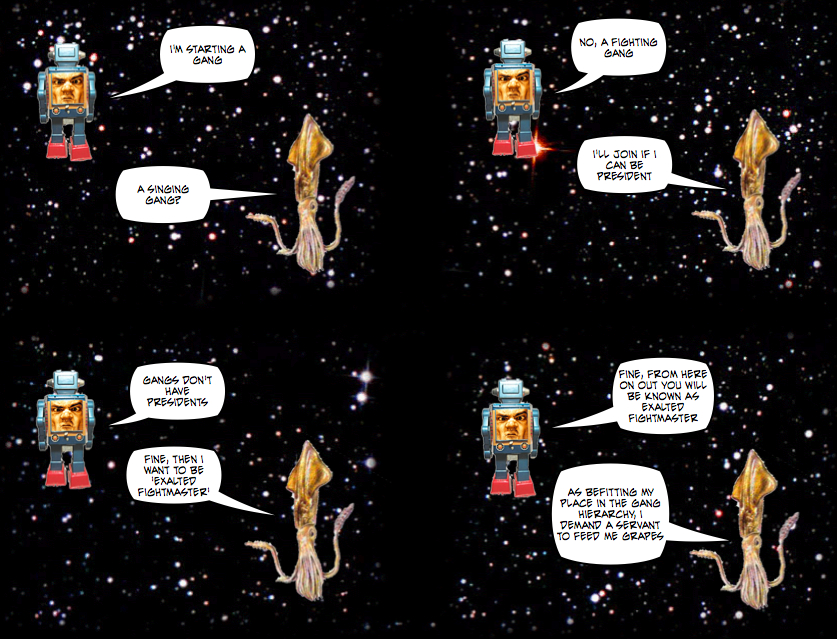 I'M STARTING A
GANG
A SINGING
GANG?
NO, A FIGHTING
GANG
I'LL JOIN IF I
CAN BE
PRESIDENT
GANGS DON'T
HAVE
PRESIDENTS
FINE, THEN I
WANT TO BE
'EXALTED
FIGHTMASTER'
FINE, FROM HERE
ON OUT YOU WILL
BE KNOWN AS
EXALTED
FIGHTMASTER
AS BEFITTING MY
PLACE IN THE GANG
HIERARCHY, I
DEMAND A SERVANT
TO FEED ME GRAPES